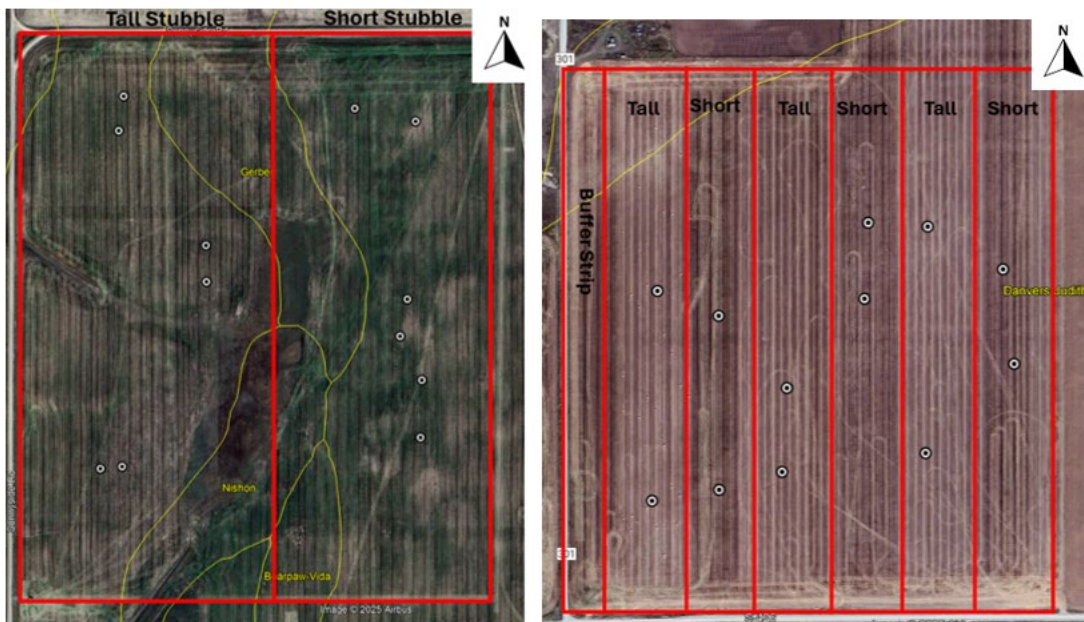 Tall Stubble
Short Stubble
N
Gerbe
Nishon
Bearpaw-Vida
Image © 2025 Airbus
N
301
Tall
Short
Tall
Short
Tall
Short
Buffer Strip
Danvers Judith
301